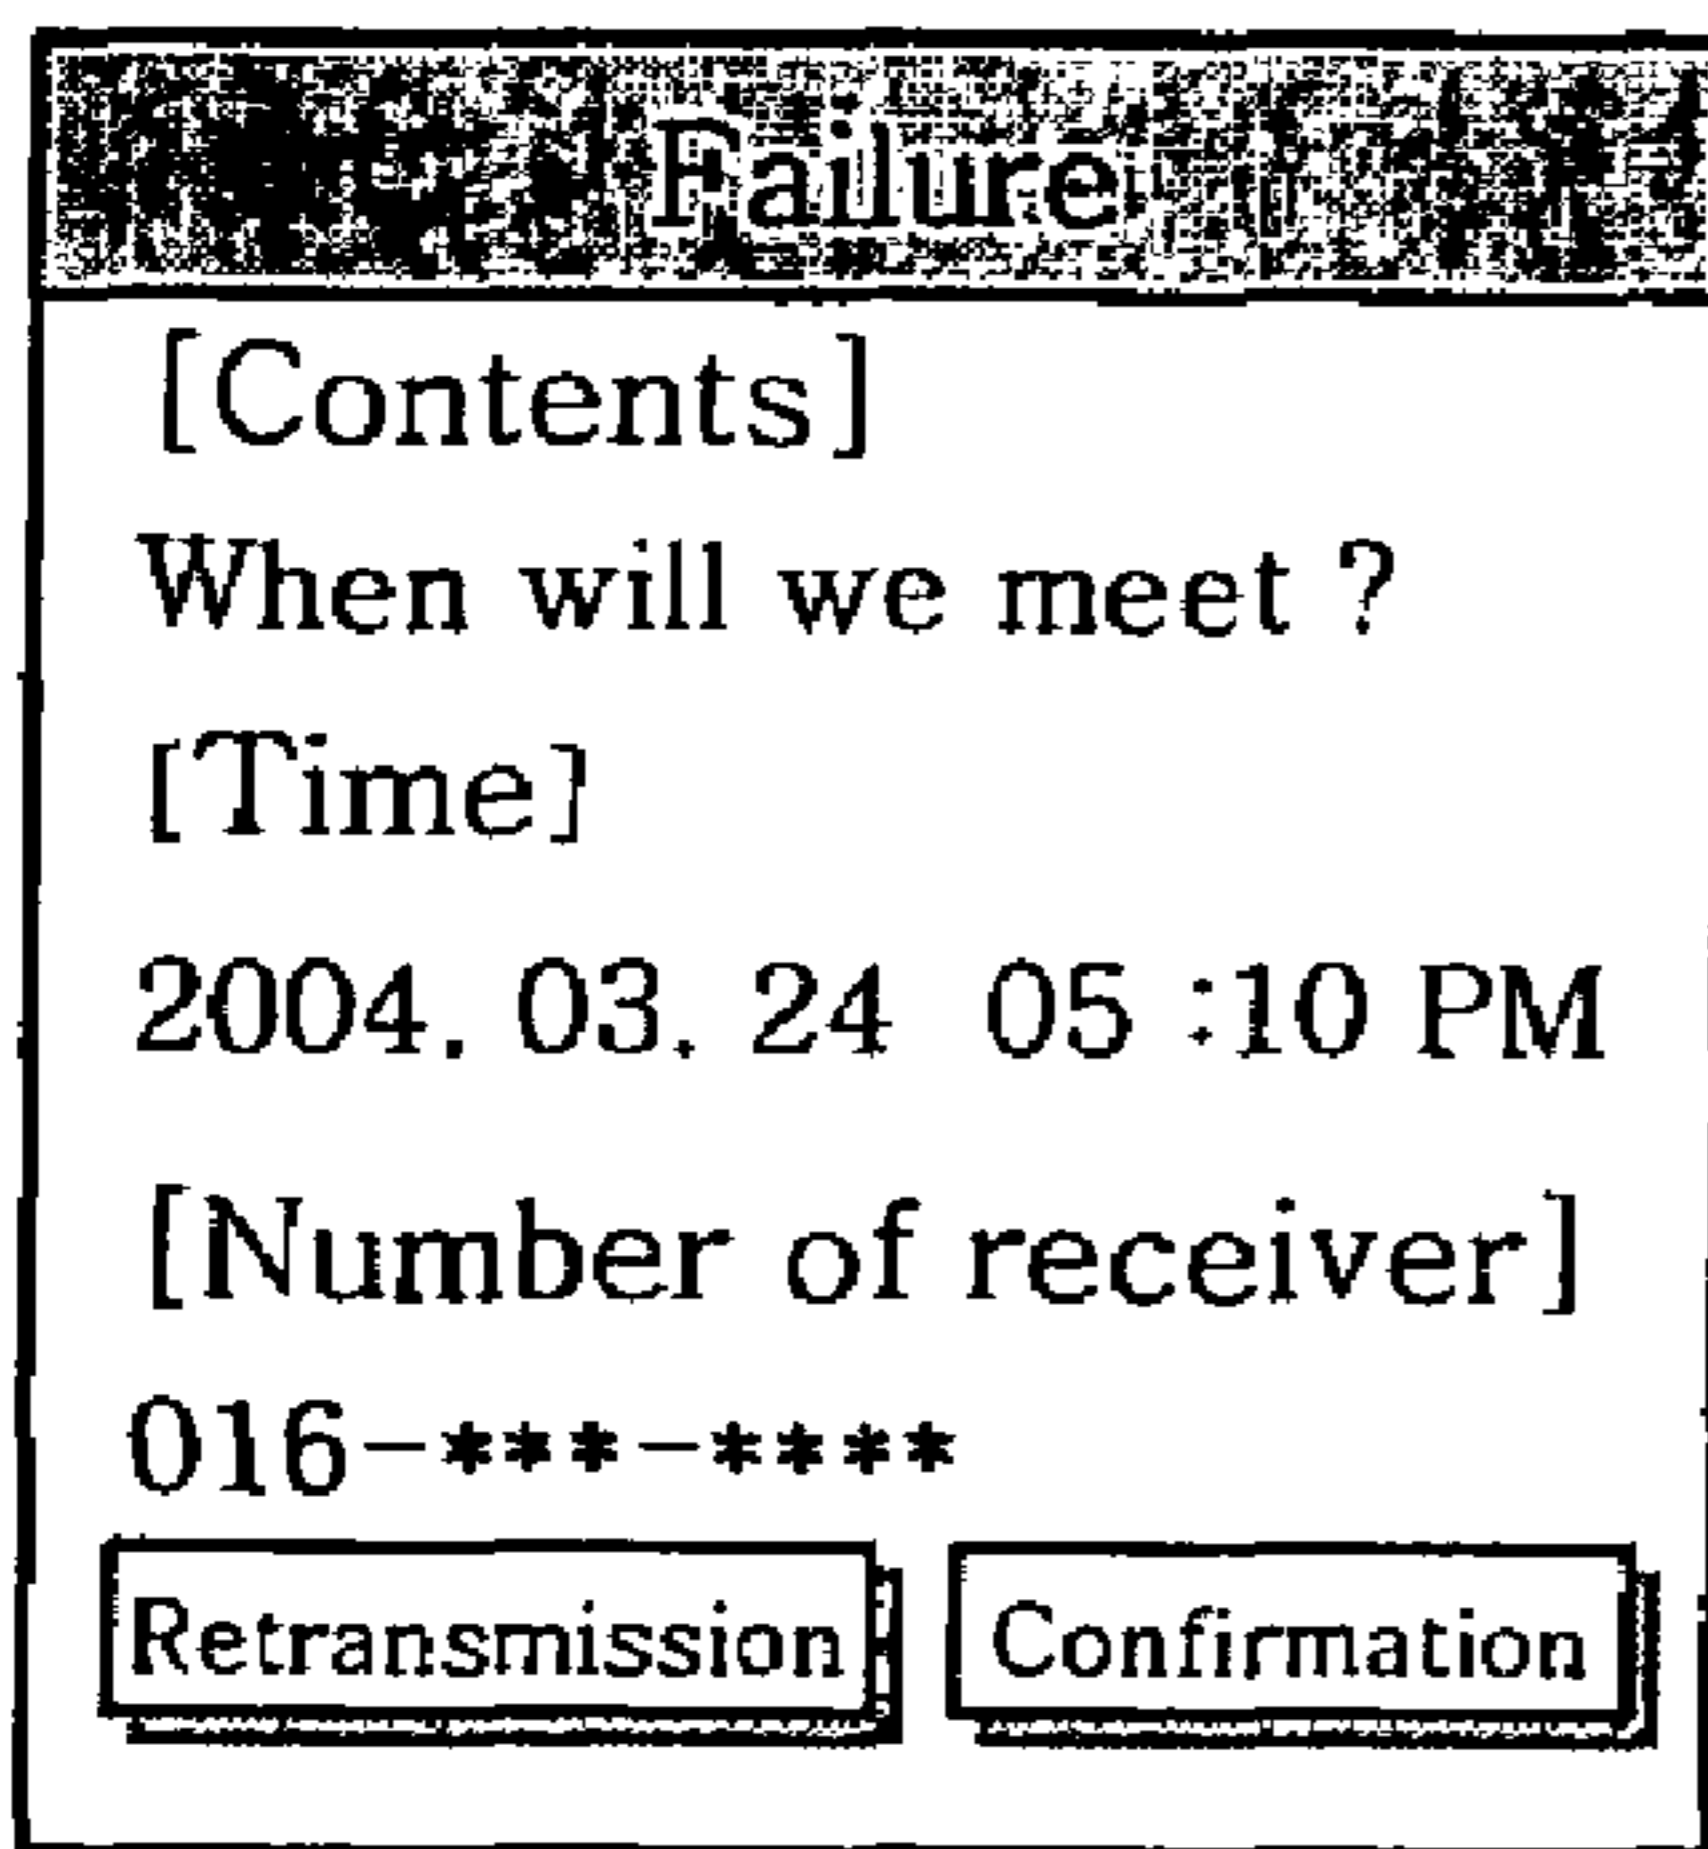 Failure
[Contents]
When will we meet ?
[Time]
2004. 03. 24 05 :10 PM
[Number of receiver]
016-***-****
Retransmission Confirmation